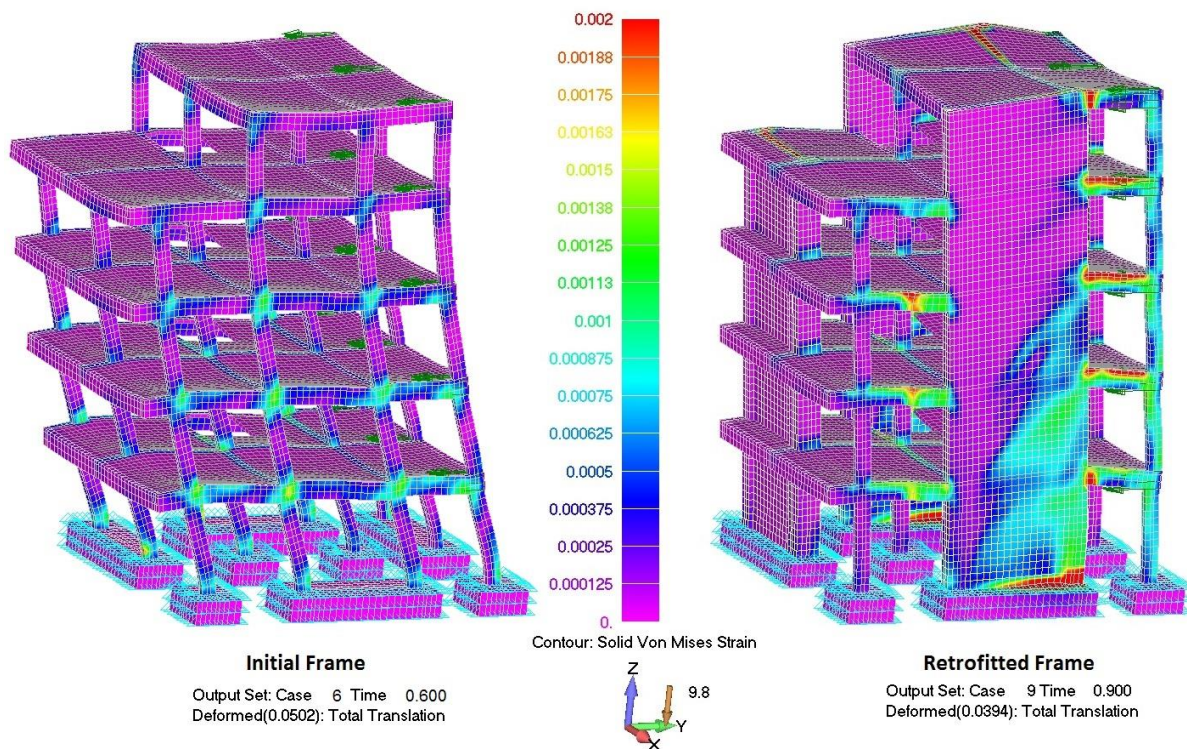 0.002
0.00188
0.00175
0.00163
0.0015
0.00138
0.00125
0.00113
0.001
0.000875
0.00075
0.000625
0.0005
0.000375
0.00025
0.000125
0.
Contour: Solid Von Mises Strain
Initial Frame
Output Set: Case 6 Time 0.600
Deformed(0.0502): Total Translation
Z
Y
X
9.8
Retrofitted Frame
Output Set: Case 9 Time 0.900
Deformed(0.0394): Total Translation